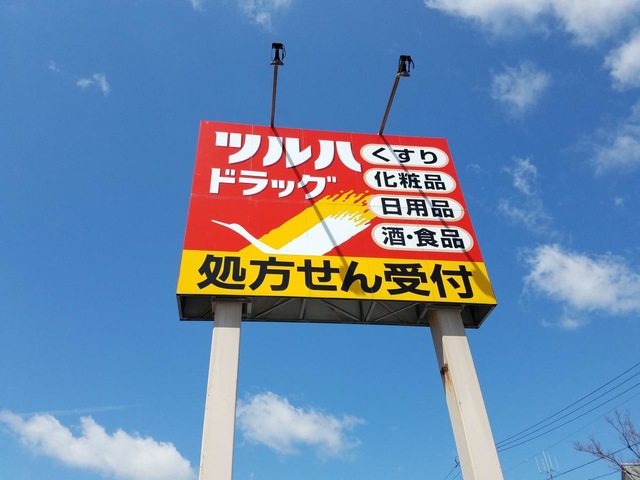 ツルハ
ドラッグ
くすり
化粧品
日用品
酒・食品
処方せん受付